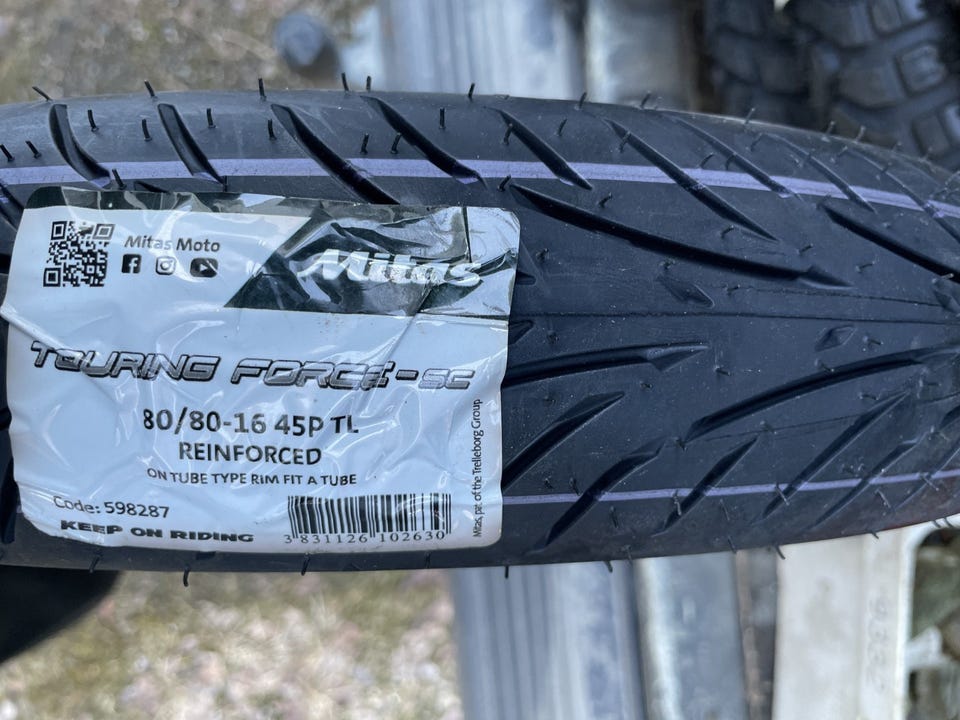 Mitas Moto
Mitas
TOURING FORCE-SC
80/80-16 45P TL
REINFORCED
ON TUBE TYPE RIM FIT A TUBE
Code: 598287
KEEP ON RIDING
3 831126 102630
Mitas, of the Trelleborg Group